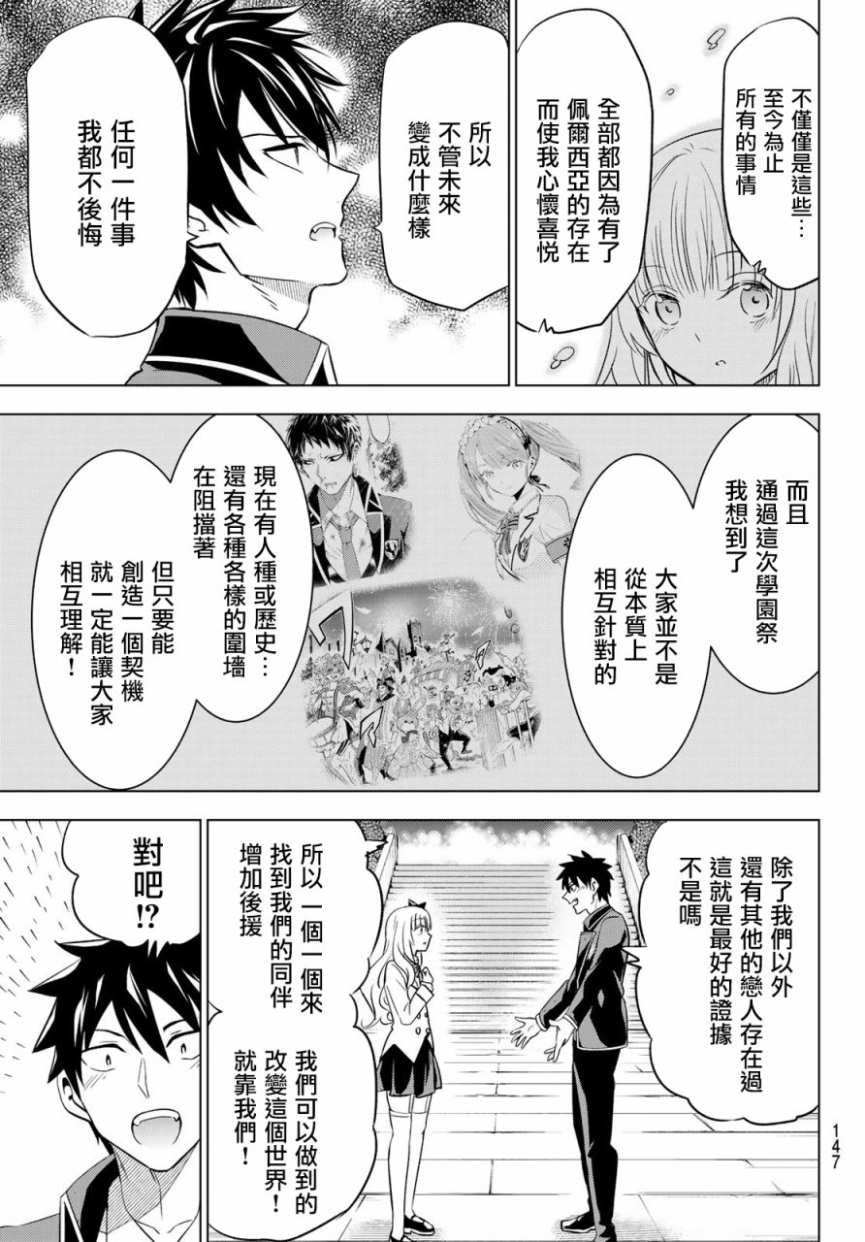 不僅僅是這些…
至今為止
所有的事情
全部都因為有了
佩爾西亞的存在
而使我心懷喜悅
所以
不管未來
變成什麼樣
任何一件事
我都不後悔
而且
通過這次學園祭
我想到了
大家並不是
從本質上
相互針對的
現在有人種或歷史…
還有各種各樣的圍墻
在阻擋著
但只要能
創造一個契機
就一定能讓大家
相互理解！
除了我們以外
還有其他的戀人存在過
這就是最好的證據
不是嗎
所以一個一個來
找到我們的同伴
增加後援
我們可以做到的
改變這個世界！
就靠我們！
對吧!?
147